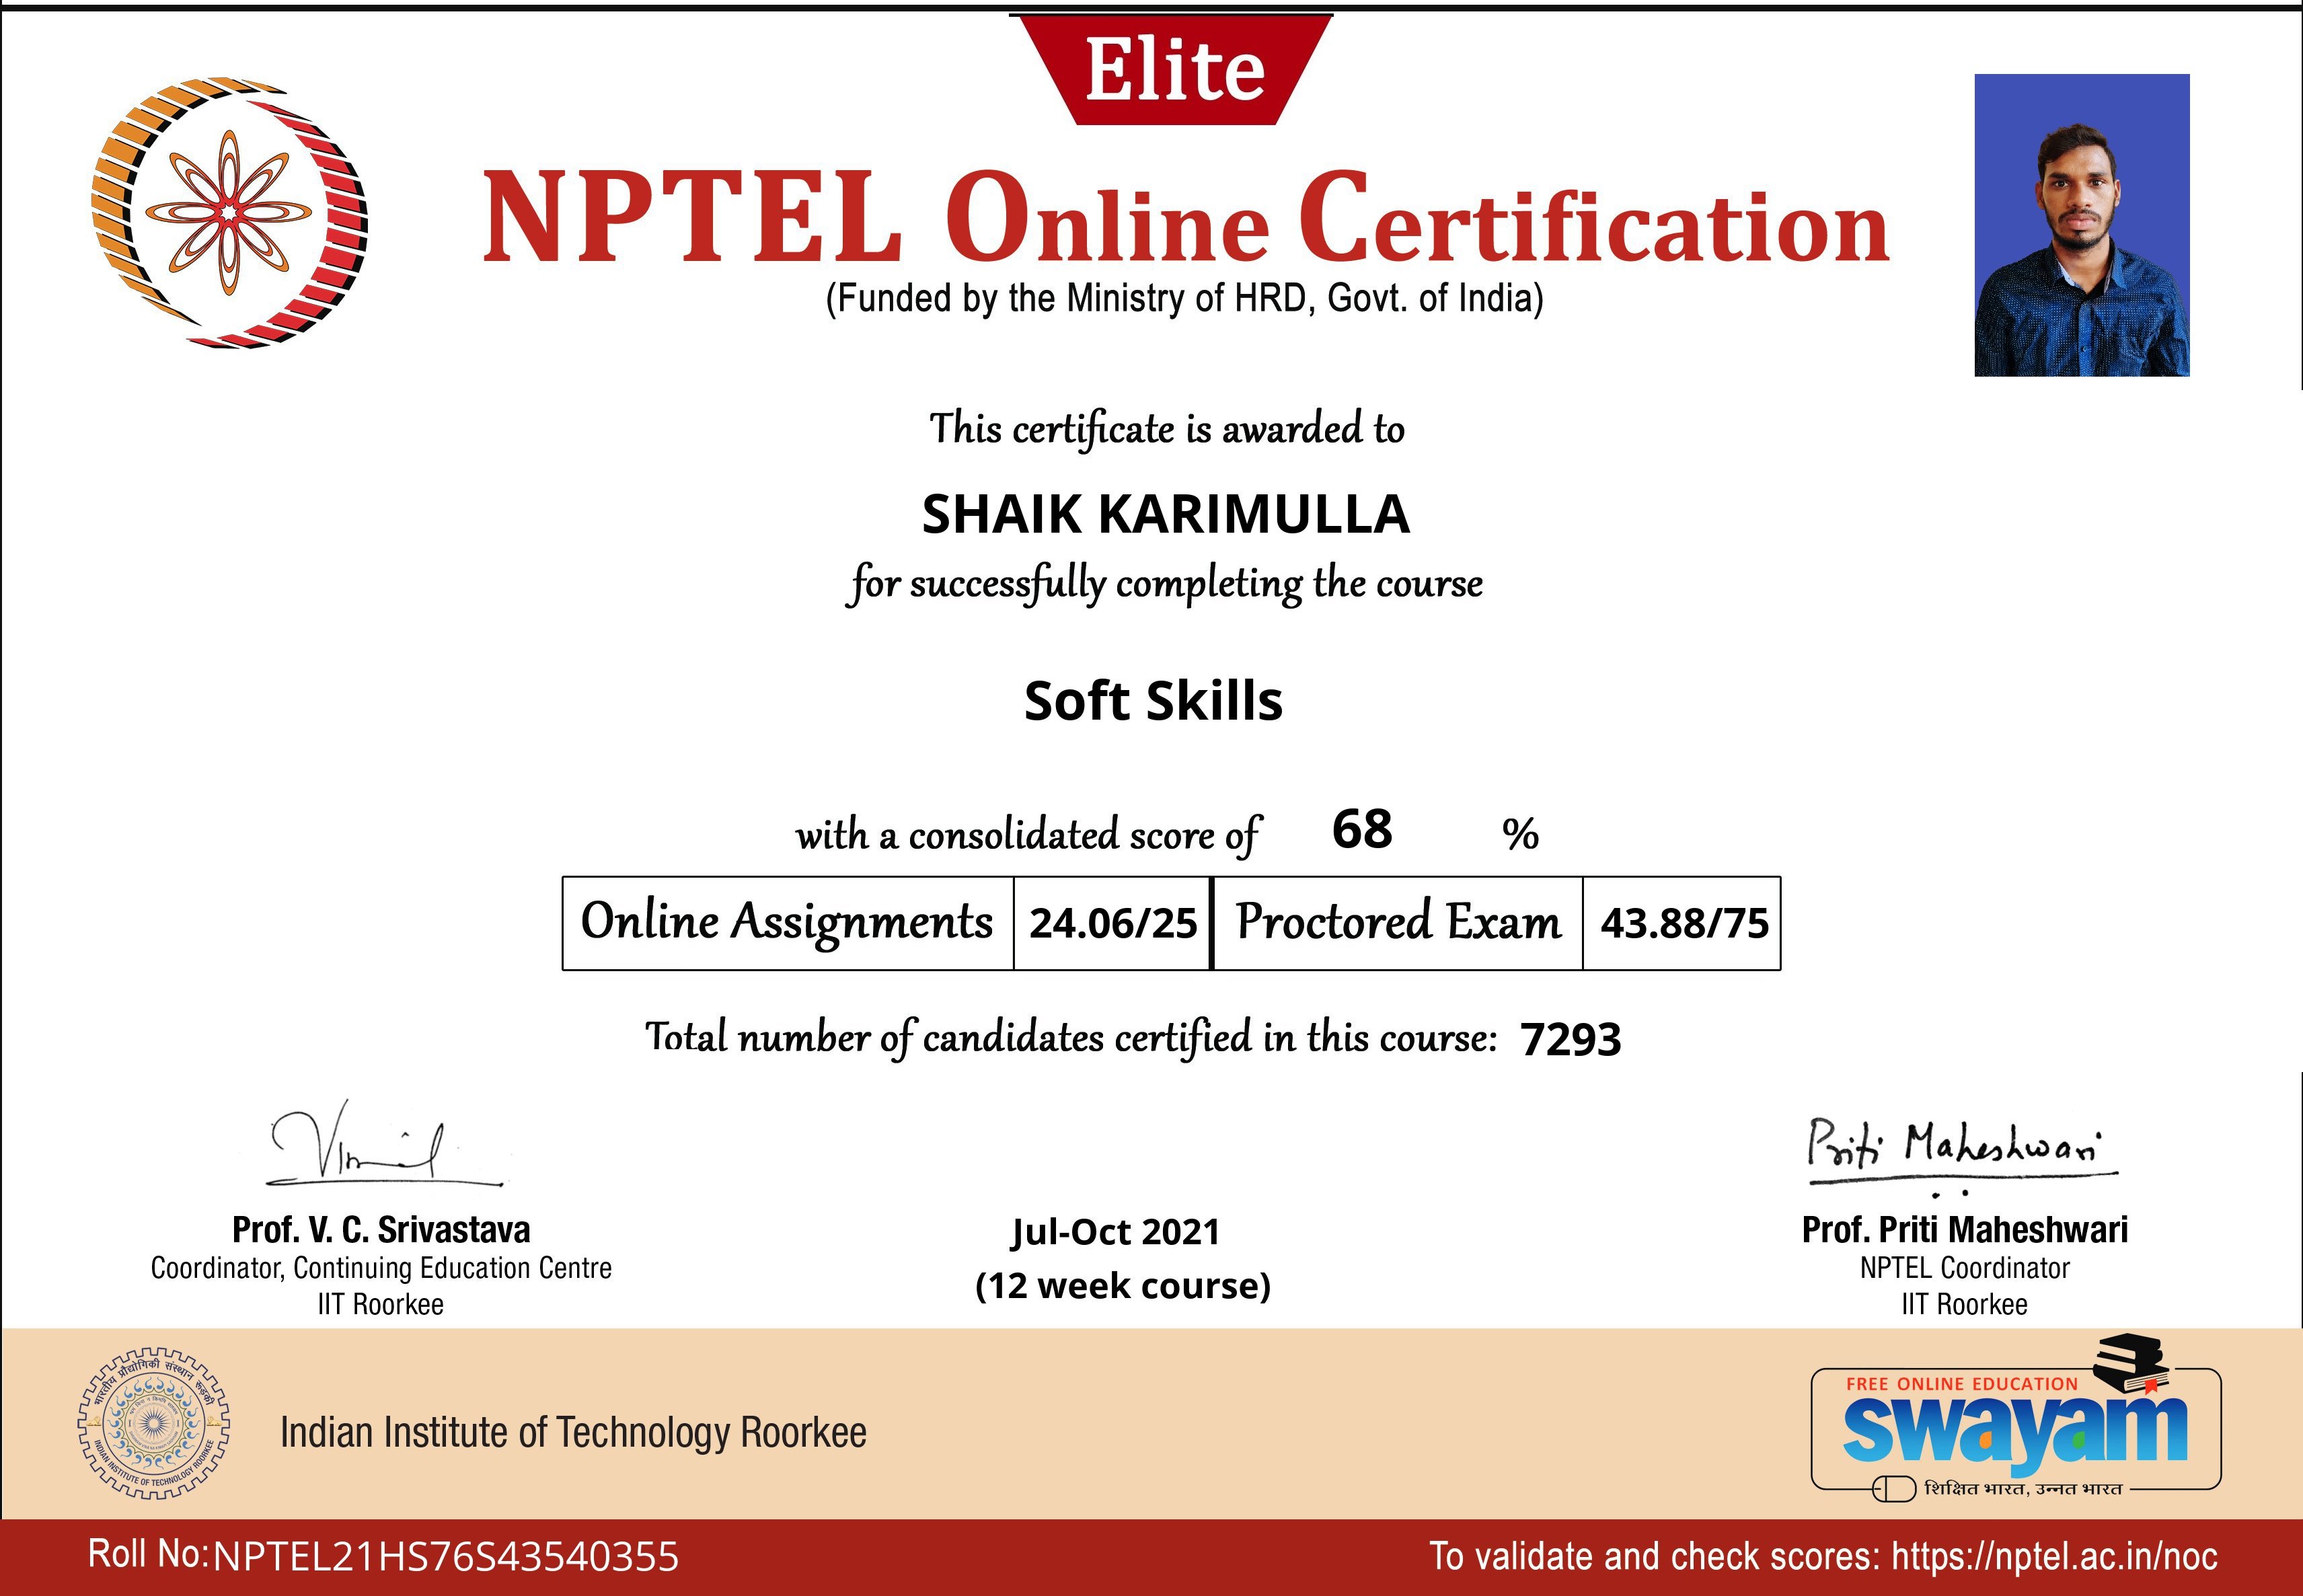 Elite
NPTEL Online Certification
(Funded by the Ministry of HRD, Govt. of India)
This certificate is awarded to
SHAIK KARIMULLA
for successfully completing the course
Soft Skills
with a consolidated score of 68 %
Online Assignments 24.06/25 Proctored Exam 43.88/75
Total number of candidates certified in this course: 7293
Priti Maheshwari
Prof. V. C. Srivastava
Coordinator, Continuing Education Centre
IIT Roorkee
Jul-Oct 2021
(12 week course)
Prof. Priti Maheshwari
NPTEL Coordinator
IIT Roorkee
भारतीय प्रौद्योगिकी संस्थान रुड़की
INDIAN INSTITUTE OF TECHNOLOGY ROORKEE
Indian Institute of Technology Roorkee
FREE ONLINE EDUCATION
swayam
शिक्षित भारत, उन्नत भारत
Roll No:NPTEL21HS76S43540355
To validate and check scores: https://nptel.ac.in/noc